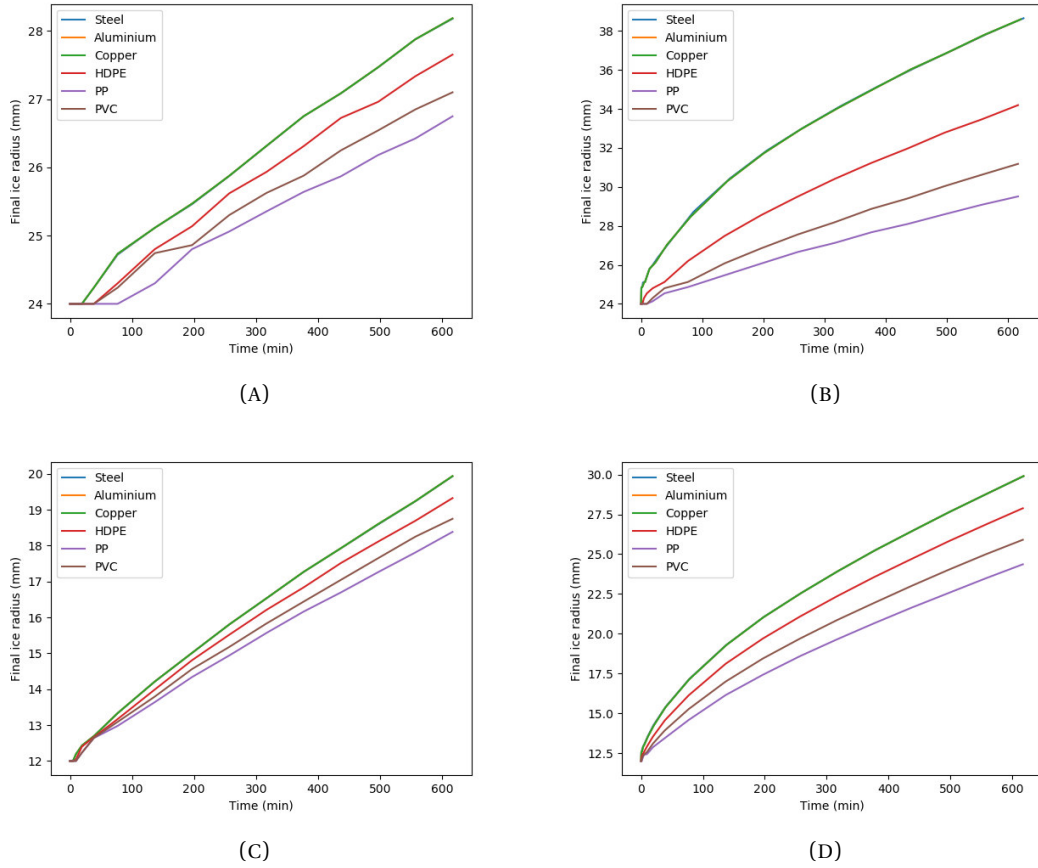 Steel
Aluminium
Copper
HDPE
PP
PVC
Final ice radius (mm)
28
27
26
25
24
0 100 200 300 400 500 600
Time (min)
(A)
Steel
Aluminium
Copper
HDPE
PP
PVC
Final ice radius (mm)
38
36
34
32
30
28
26
24
0 100 200 300 400 500 600
Time (min)
(B)
Steel
Aluminium
Copper
HDPE
PP
PVC
Final ice radius (mm)
20
19
18
17
16
15
14
13
12
0 100 200 300 400 500 600
Time (min)
(C)
Steel
Aluminium
Copper
HDPE
PP
PVC
Final ice radius (mm)
30.0
27.5
25.0
22.5
20.0
17.5
15.0
12.5
0 100 200 300 400 500 600
Time (min)
(D)